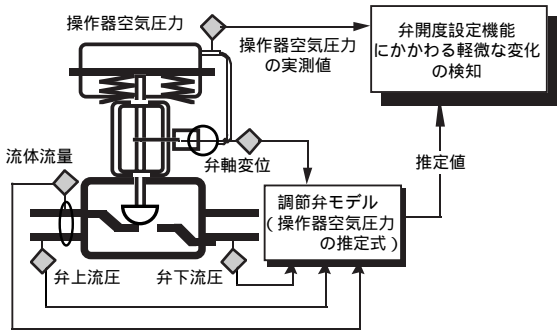 操作器空気圧力
操作器空気圧力
の実測値
弁開度設定機能
にかかわる軽微な変化
の検知
流体流量
弁軸変位
推定値
調節弁モデル
(操作器空気圧力
の推定式)
弁上流圧
弁下流圧